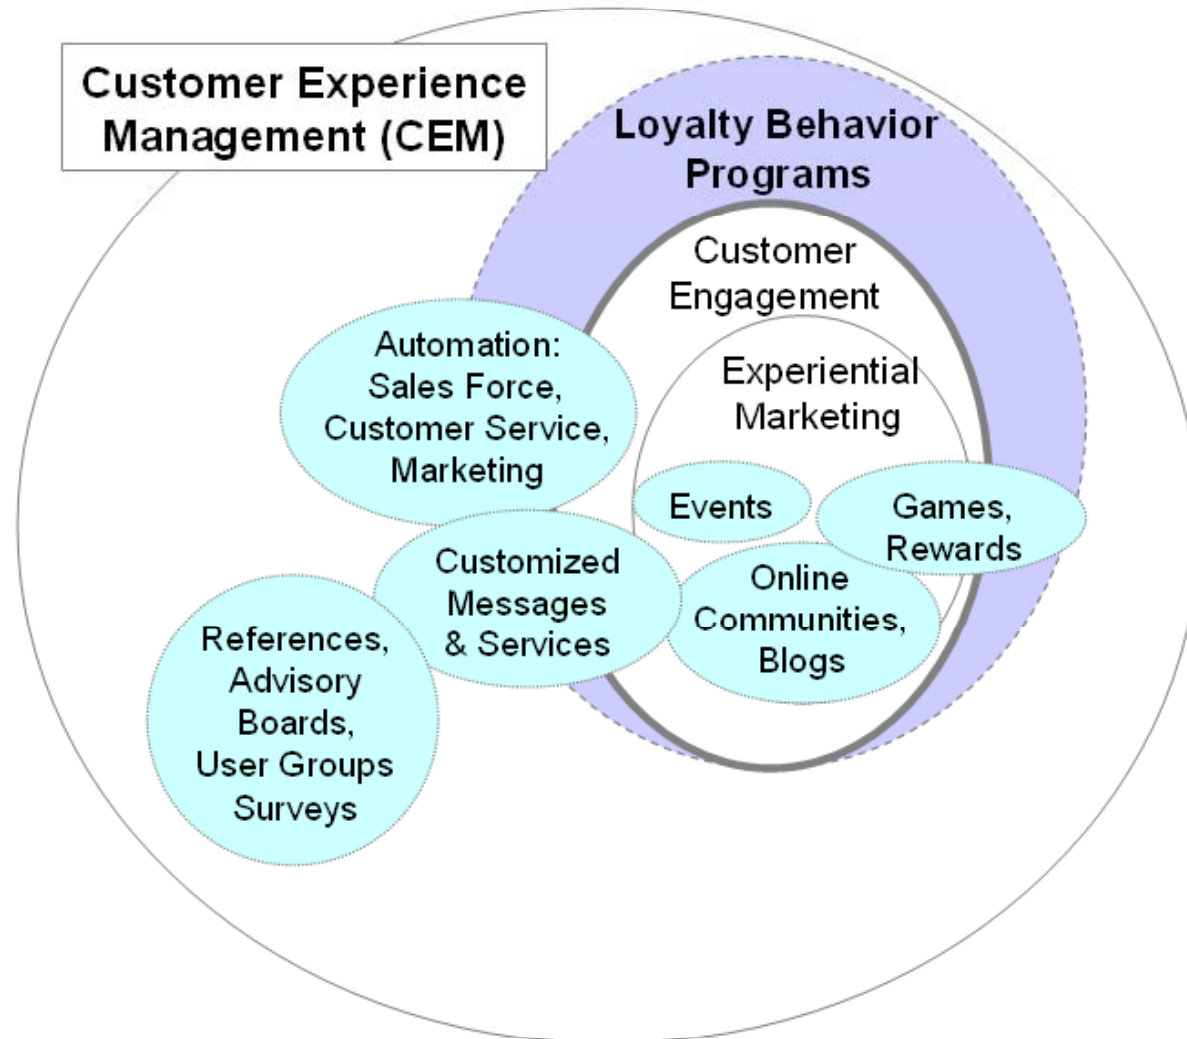 Customer Experience
Management (CEM)
Loyalty Behavior
Programs
Customer
Engagement
Experiential
Marketing
Automation:
Sales Force,
Customer Service,
Marketing
Events
Games,
Rewards
Customized
Messages
& Services
Online
Communities,
Blogs
References,
Advisory
Boards,
User Groups
Surveys